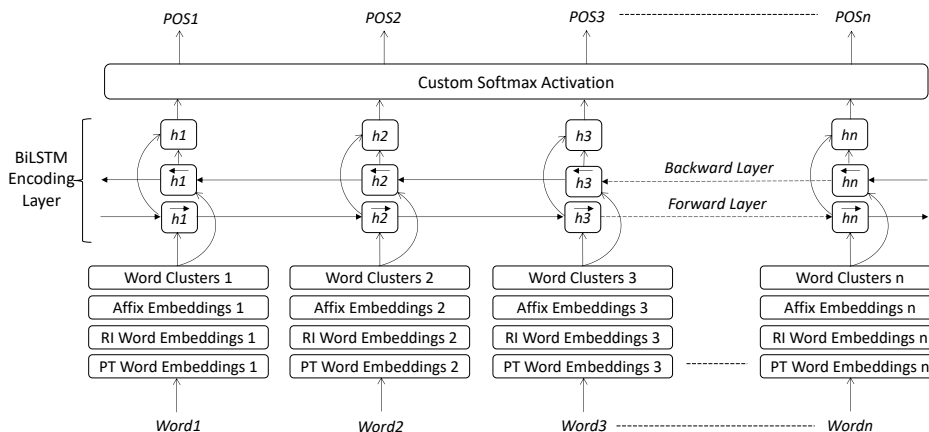 POS1 POS2 POS3 POSn
Custom Softmax Activation
h1 h2 h3 hn
BiLSTM
Encoding
Layer
h1 h2 h3 Backward Layer hn
h1 h2 h3 Forward Layer hn
Word Clusters 1 Word Clusters 2 Word Clusters 3 Word Clusters n
Affix Embeddings 1 Affix Embeddings 2 Affix Embeddings 3 Affix Embeddings n
RI Word Embeddings 1 RI Word Embeddings 2 RI Word Embeddings 3 RI Word Embeddings n
PT Word Embeddings 1 PT Word Embeddings 2 PT Word Embeddings 3 PT Word Embeddings n
Word1 Word2 Word3 Wordn